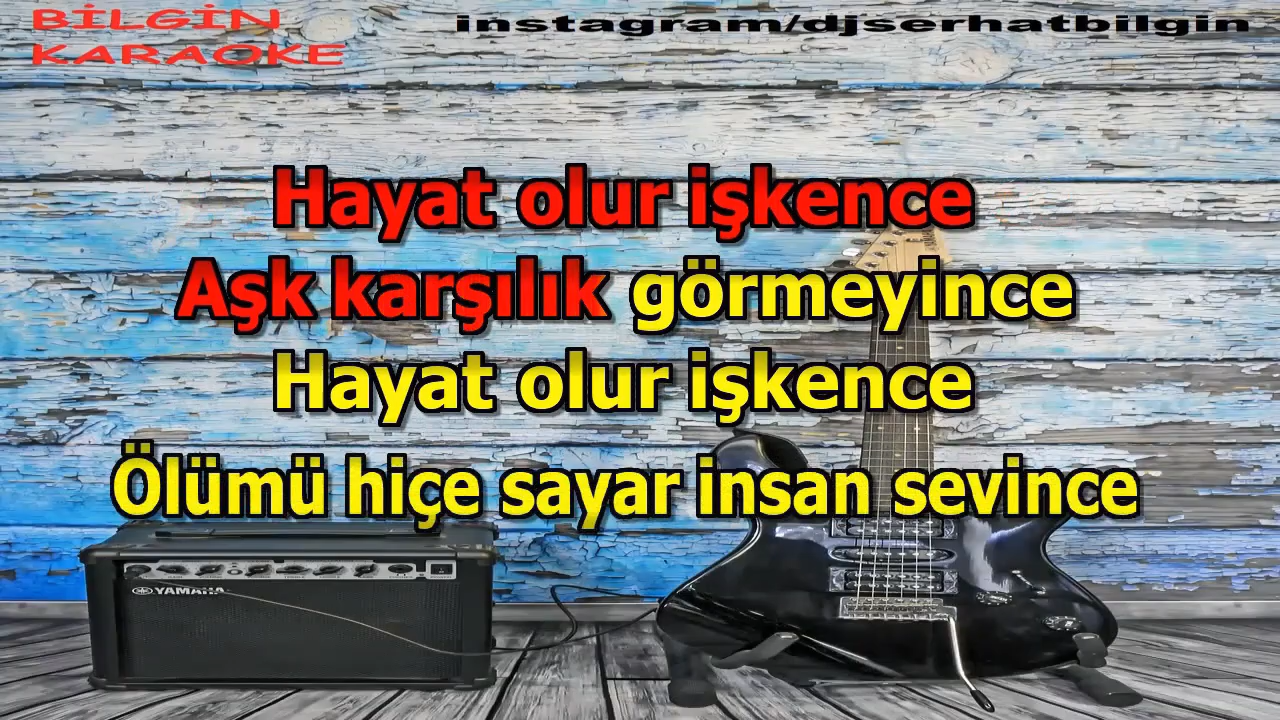 BİLGİN
KARAOKE
instagram/djserhatbilgin
Hayat olur işkence
Aşk karşılık görmeyince
Hayat olur işkence
Ölümü hiçe sayar insan sevince
YAMAHA